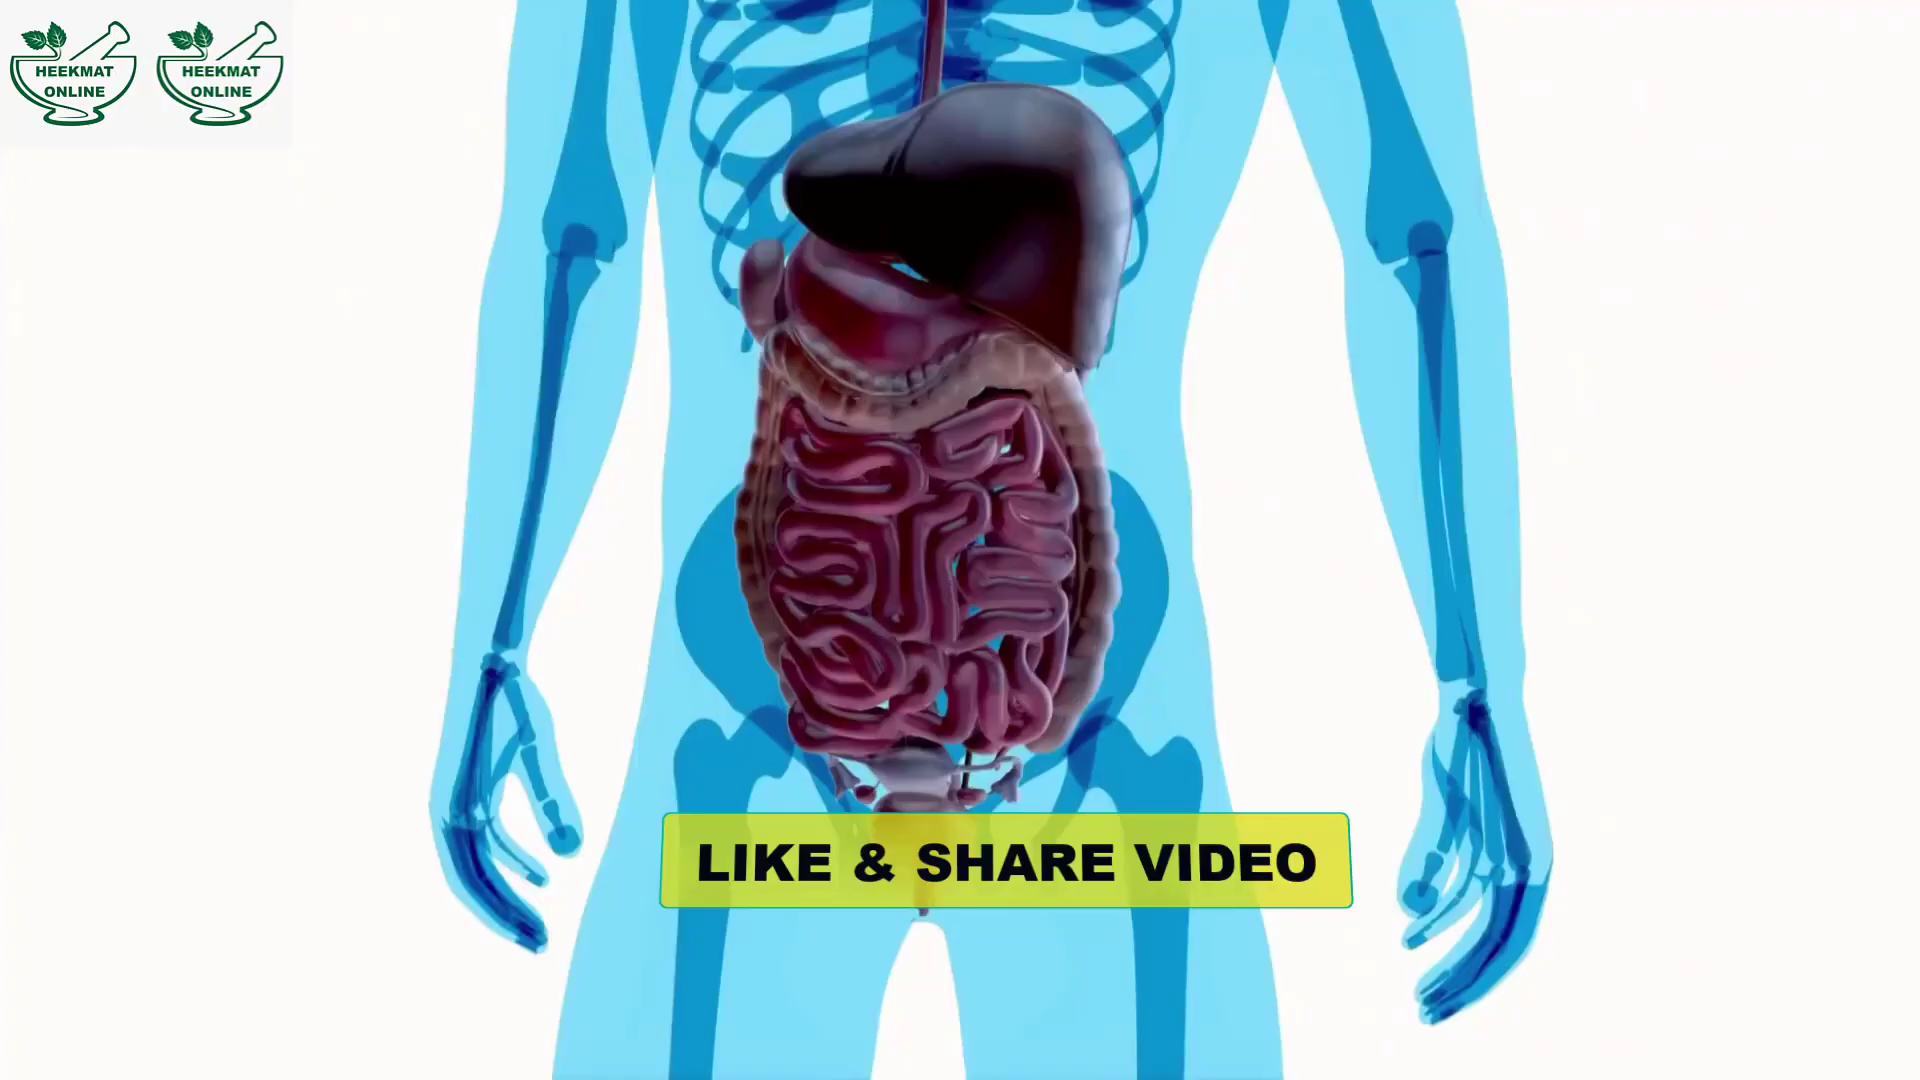 HEEKMAT
ONLINE
HEEKMAT
ONLINE
LIKE & SHARE VIDEO